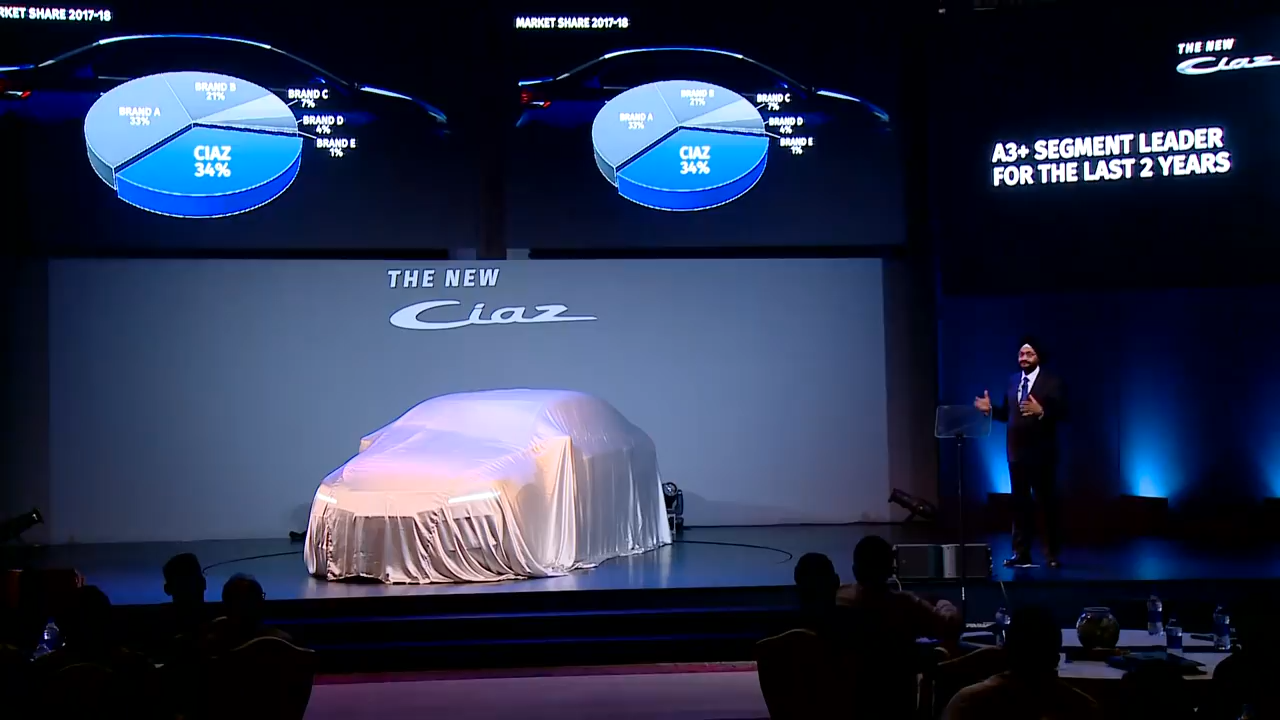 RKET SHARE 2017-18
BRAND B
21%
BRAND A
33%
BRAND C
7%
BRAND D
4%
BRAND E
1%
CIAZ
34%
MARKET SHARE 2017-18
BRAND B
21%
BRAND A
33%
BRAND C
7%
BRAND D
4%
BRAND E
1%
CIAZ
34%
THE NEW
Ciaz
A3+ SEGMENT LEADER
FOR THE LAST 2 YEARS
THE NEW
Ciaz